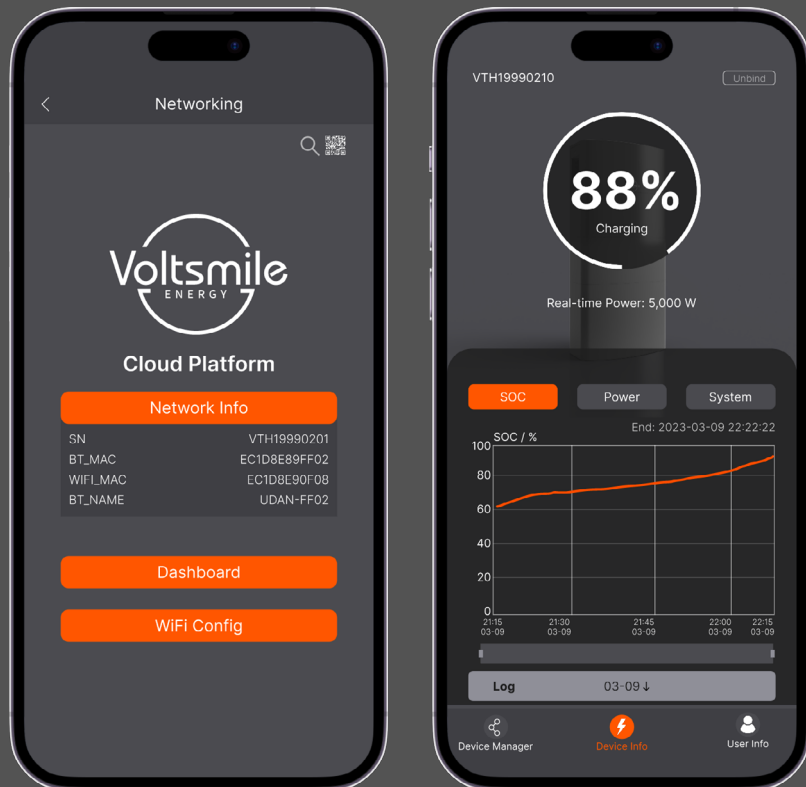 Networking
Voltsmile
ENERGY
Cloud Platform
Network Info
SN VTH19990201
BT_MAC EC1D8E89FF02
WIFI_MAC EC1D8E90F08
BT_NAME UDAN-FF02
Dashboard
WiFi Config
VTH19990210 Unbind
88%
Charging
Real-time Power: 5,000 W
SOC Power System
End: 2023-03-09 22:22:22
SOC / %
100
80
60
40
20
0
21:15 21:30 21:45 22:00 22:15
03-09 03-09 03-09 03-09 03-09
Log 03-09↓
Device Manager Device Info User Info